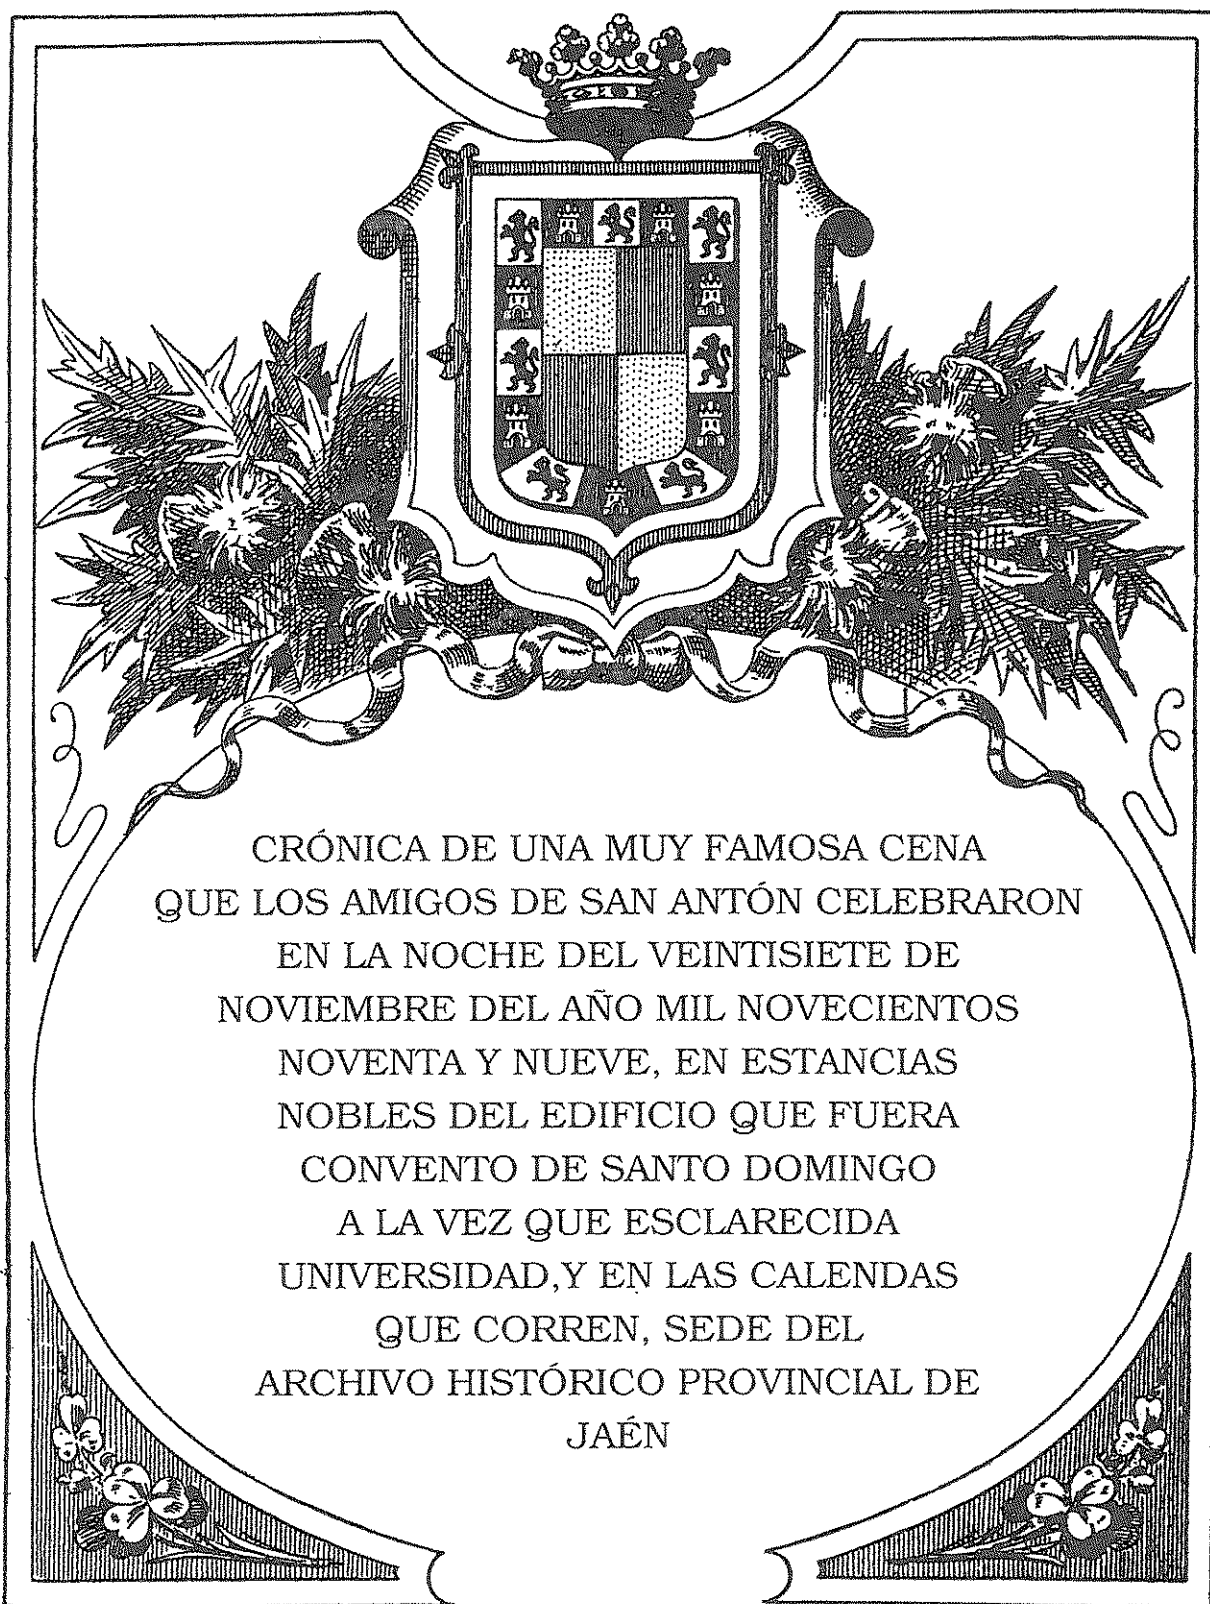 CRÓNICA DE UNA MUY FAMOSA CENA
QUE LOS AMIGOS DE SAN ANTÓN CELEBRARON
EN LA NOCHE DEL VEINTISIETE DE
NOVIEMBRE DEL AÑO MIL NOVECIENTOS
NOVENTA Y NUEVE, EN ESTANCIAS
NOBLES DEL EDIFICIO QUE FUERA
CONVENTO DE SANTO DOMINGO
A LA VEZ QUE ESCLARECIDA
UNIVERSIDAD,Y EN LAS CALENDAS
QUE CORREN, SEDE DEL
ARCHIVO HISTÓRICO PROVINCIAL DE
JAÉN